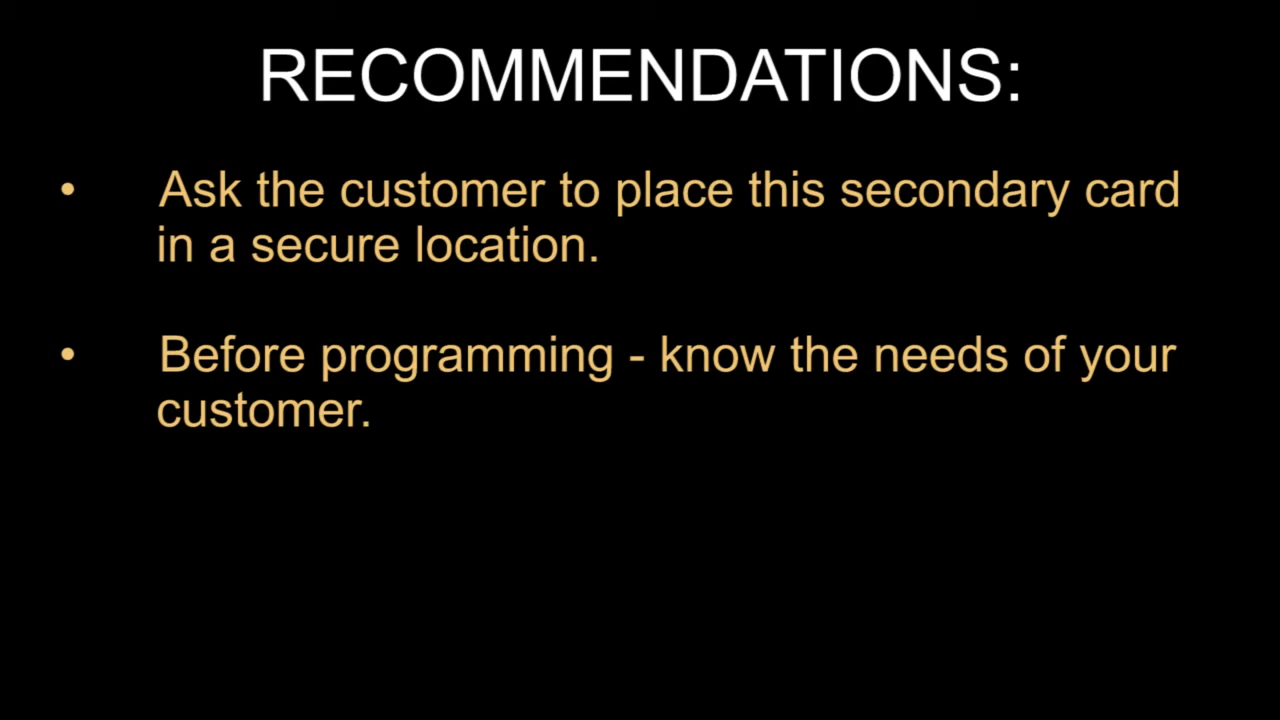 RECOMMENDATIONS:
• Ask the customer to place this secondary card
in a secure location.
• Before programming - know the needs of your
customer.